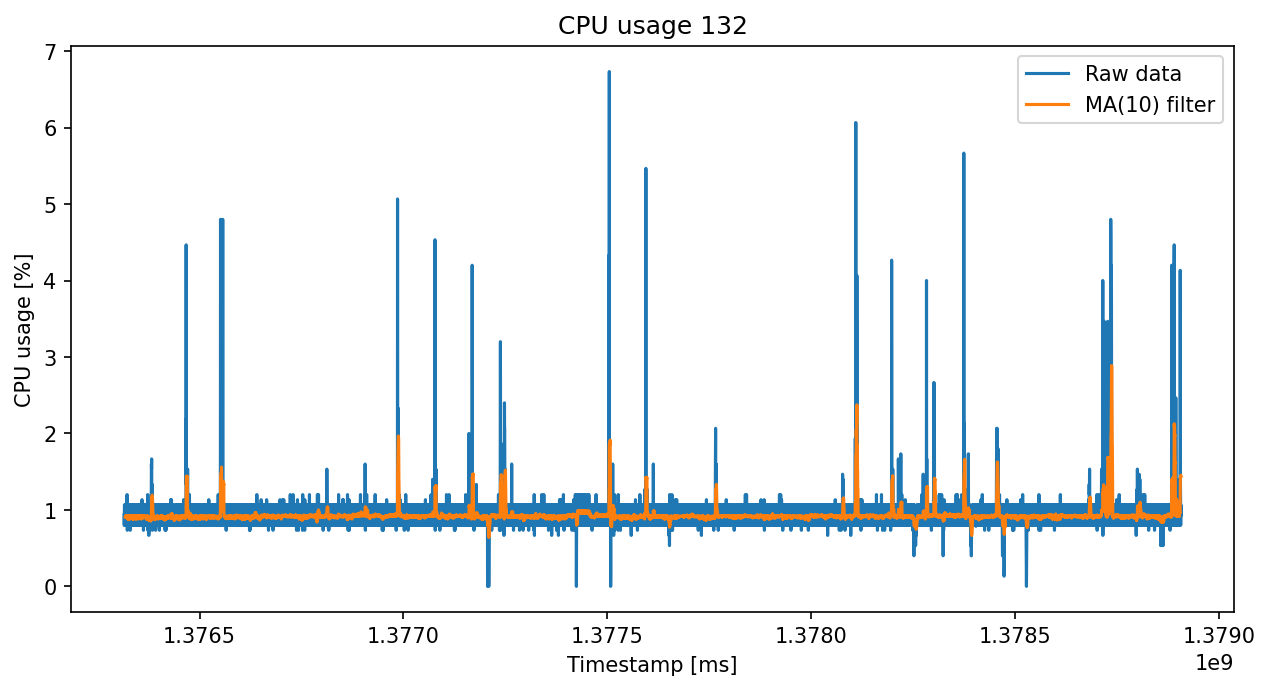 CPU usage 132
7
6
5
4
3
2
1
0
CPU usage [%]
Raw data
MA(10) filter
1.3765 1.3770 1.3775 1.3780 1.3785 1.3790
1e9
Timestamp [ms]